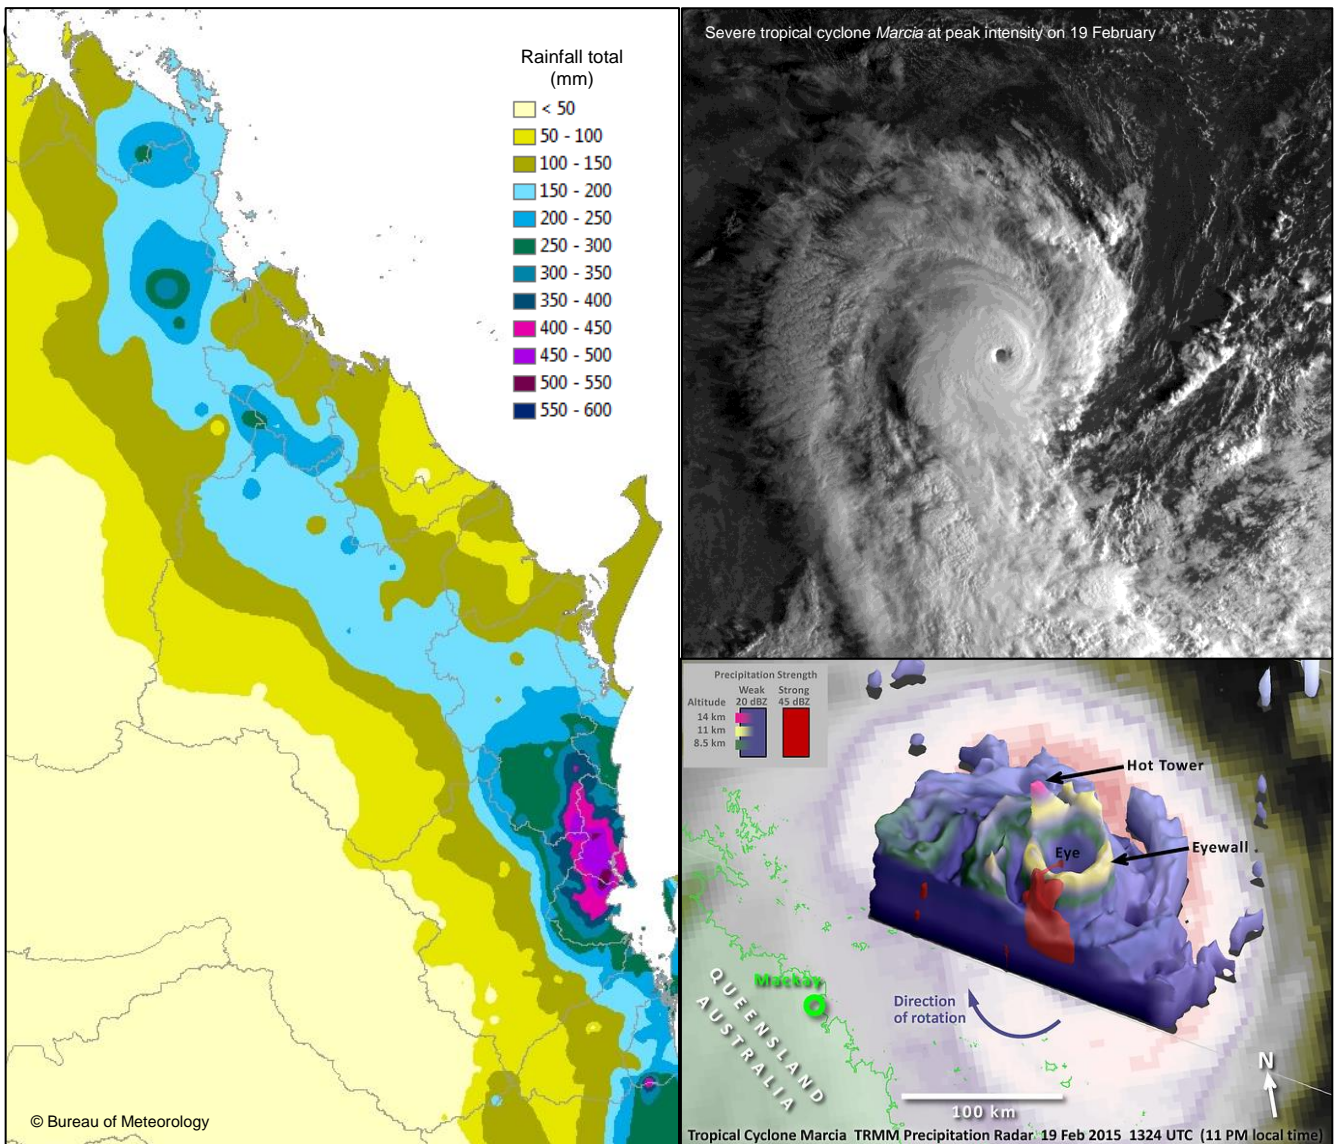 Rainfall total
(mm)
< 50
50 - 100
100 - 150
150 - 200
200 - 250
250 - 300
300 - 350
350 - 400
400 - 450
450 - 500
500 - 550
550 - 600
© Bureau of Meteorology
Severe tropical cyclone Marcia at peak intensity on 19 February
Precipitation Strength
Weak Strong
Altitude 20 dBZ 45 dBZ
14 km
11 km
8.5 km
Hot Tower
Eye
Eyewall
Mackay
QUEENSLAND
AUSTRALIA
Direction
of rotation
N
100 km
Tropical Cyclone Marcia TRMM Precipitation Radar 19 Feb 2015 1324 UTC (11 PM local time)